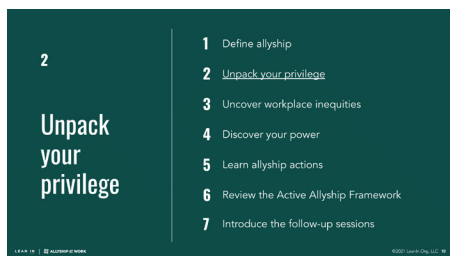 2
Unpack
your
privilege
1 Define allyship
2 Unpack your privilege
3 Uncover workplace inequities
4 Discover your power
5 Learn allyship actions
6 Review the Active Allyship Framework
7 Introduce the follow-up sessions
LEAN IN | ALLYSHIP AT WORK
©2021 LeanIn.Org, LLC 10